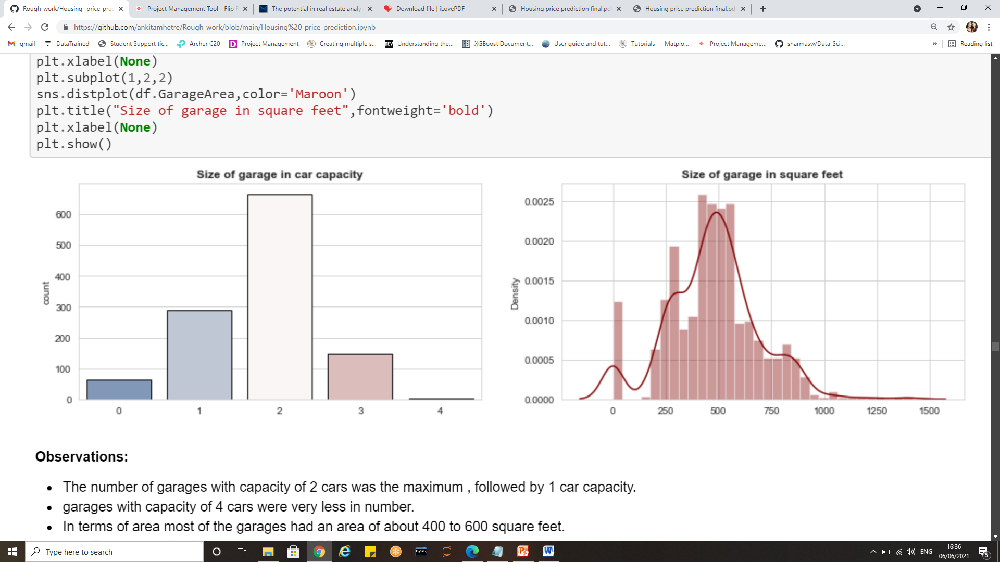 Rough-work/Housing -price-pred
Project Management Tool - Flip R
The potential in real estate analyt
Download file | iLovePDF
Housing price prediction final.pd
Housing price prediction final.pd
https://github.com/ankitamhetre/Rough-work/blob/main/Housing%20-price-prediction.ipynb
gmail
DataTrained
Student Support tic...
Archer C20
Project Management
Creating multiple s...
DEV
Understanding the...
XGBoost Document...
User guide and tut...
Tutorials — Matplo...
Project Manageme...
sharmasw/Data-Sci...
»
Reading list
plt.xlabel(None)
plt.subplot(1,2,2)
sns.distplot(df.GarageArea,color='Maroon')
plt.title("Size of garage in square feet",fontweight='bold')
plt.xlabel(None)
plt.show()
Size of garage in car capacity
count
600
500
400
300
200
100
0
0 1 2 3 4
Size of garage in square feet
Density
0.0025
0.0020
0.0015
0.0010
0.0005
0.0000
0 250 500 750 1000 1250 1500
Observations:
• The number of garages with capacity of 2 cars was the maximum , followed by 1 car capacity.
• garages with capacity of 4 cars were very less in number.
• In terms of area most of the garages had an area of about 400 to 600 square feet.
Type here to search
MySQL
ENG
16:36
06/06/2021
5